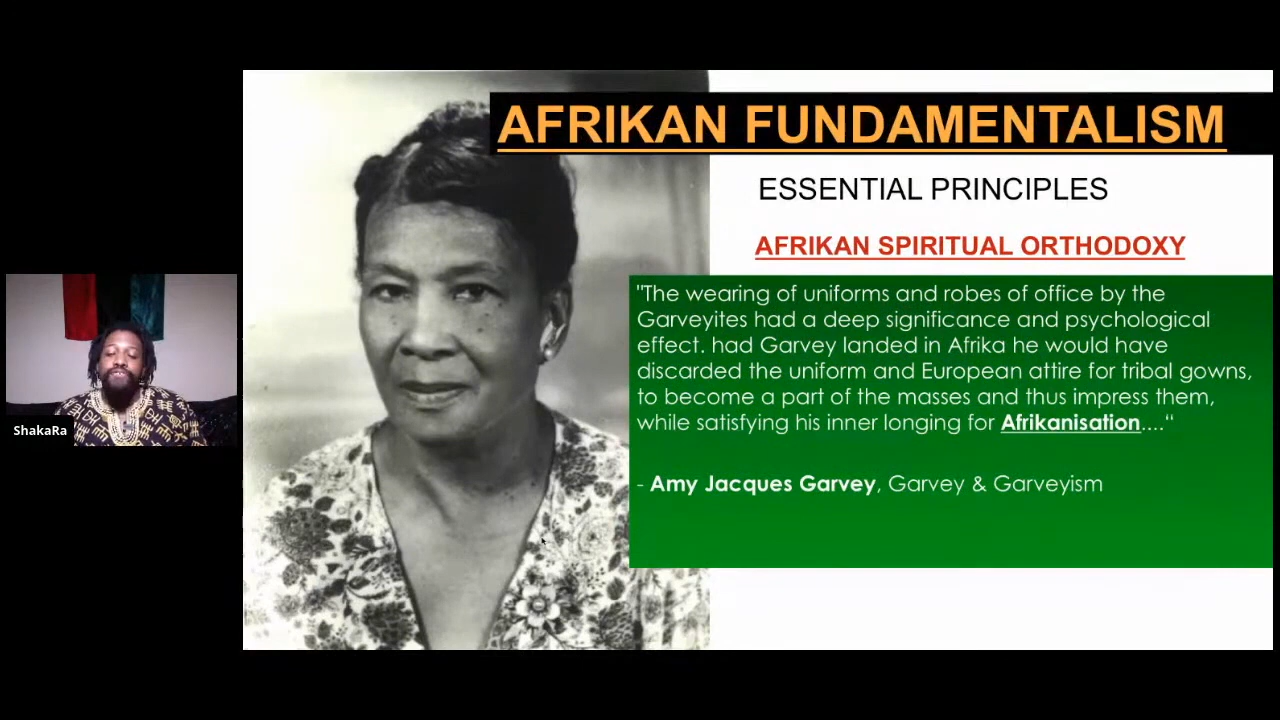 AFRIKAN FUNDAMENTALISM
ESSENTIAL PRINCIPLES
AFRIKAN SPIRITUAL ORTHODOXY
"The wearing of uniforms and robes of office by the
Garveyites had a deep significance and psychological
effect. had Garvey landed in Afrika he would have
discarded the uniform and European attire for tribal gowns,
to become a part of the masses and thus impress them,
while satisfying his inner longing for Afrikanisation...."
- Amy Jacques Garvey, Garvey & Garveyism
ShakaRa